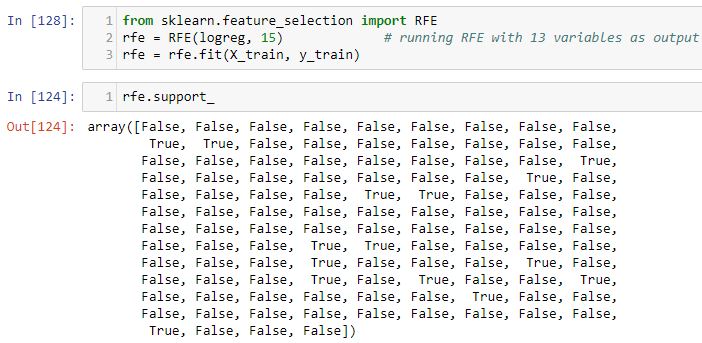 In [128]: 1 from sklearn.feature_selection import RFE
2 rfe = RFE(logreg, 15) # running RFE with 13 variables as output
3 rfe = rfe.fit(X_train, y_train)
In [124]: 1 rfe.support_
Out[124]: array([False, False, False, False, False, False, False, False, False,
True, True, False, False, False, False, False, False, False,
False, False, False, False, False, False, False, False, True,
False, False, False, False, False, False, False, True, False,
False, False, False, False, True, True, False, False, False,
False, False, False, False, False, False, False, False, False,
False, False, False, False, False, False, False, False, False,
False, False, False, True, True, False, False, False, False,
False, False, False, True, False, False, False, True, False,
False, False, False, True, False, True, False, False, True,
False, False, False, False, False, False, True, False, False,
False, False, False, False, False, False, False, False, False,
True, False, False, False])